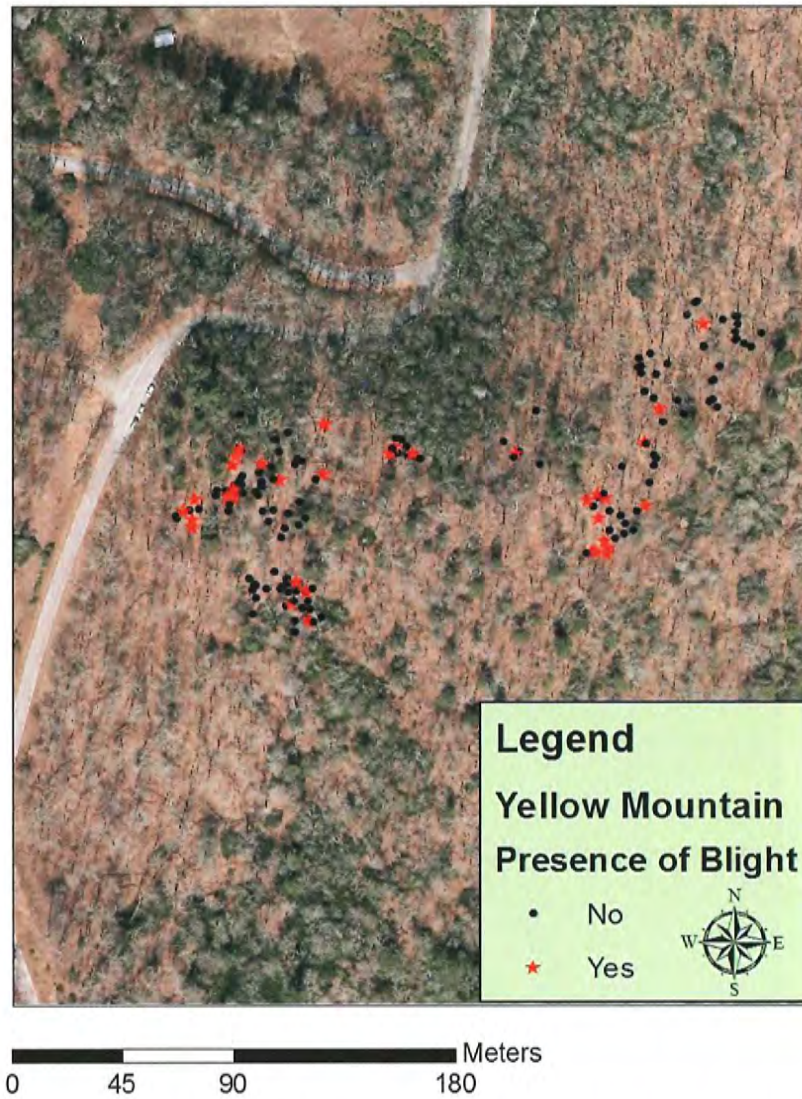 Legend
Yellow Mountain
Presence of Blight
No
Yes
N
W E
S
Meters
0 45 90 180